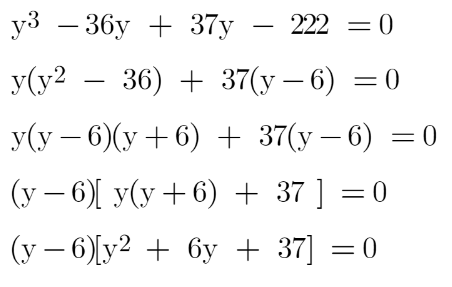 y³ − 36y + 37y − 222 = 0
y(y² − 36) + 37(y − 6) = 0
y(y − 6)(y + 6) + 37(y − 6) = 0
(y − 6)[ y(y + 6) + 37 ] = 0
(y − 6)[y² + 6y + 37] = 0